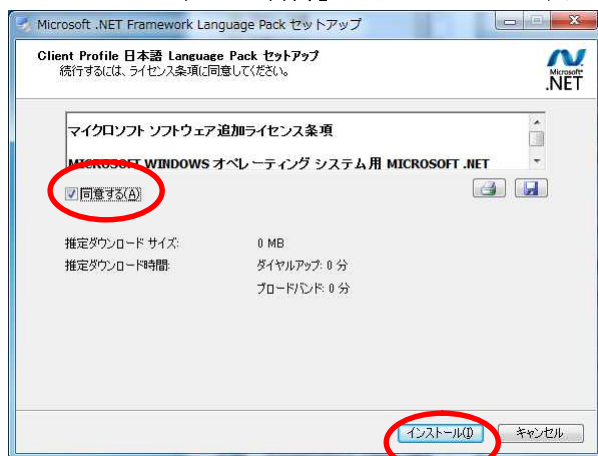 Microsoft .NET Framework Language Pack セットアップ
Client Profile 日本語 Language Pack セットアップ
続行するには、ライセンス条項に同意してください。
Microsoft
.NET
マイクロソフト ソフトウェア追加ライセンス条項
MICROSOFT WINDOWS オペレーティング システム用 MICROSOFT .NET
同意する(A)
推定ダウンロード サイズ: 0 MB
推定ダウンロード時間: ダイヤルアップ: 0 分
ブロードバンド: 0 分
インストール(I) キャンセル